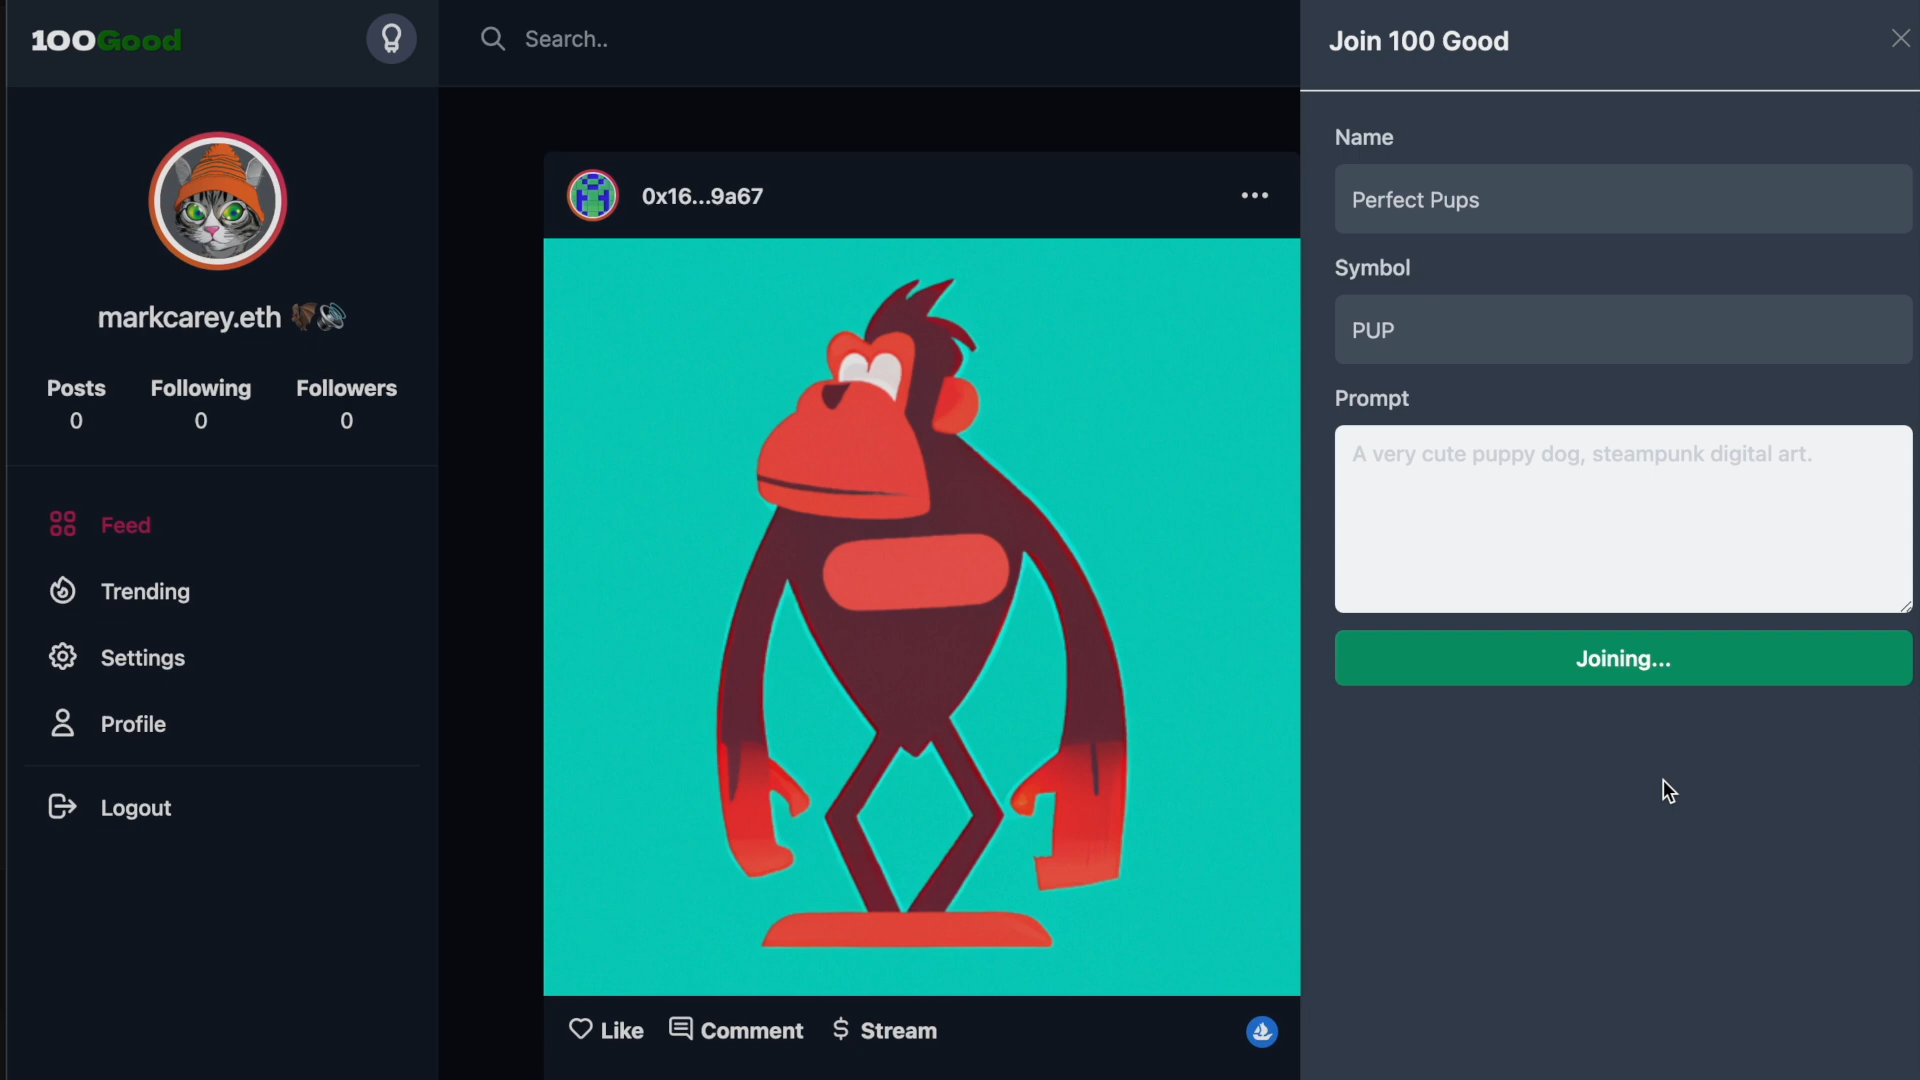 100Good
Search..
Join 100 Good
markcarey.eth
Posts Following Followers
0 0 0
Feed
Trending
Settings
Profile
Logout
0x16...9a67
Like Comment Stream
Name
Perfect Pups
Symbol
PUP
Prompt
A very cute puppy dog, steampunk digital art.
Joining...